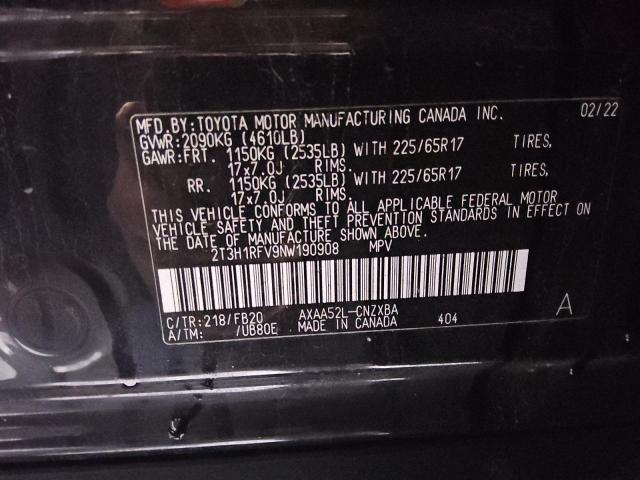 MFD.BY:TOYOTA MOTOR MANUFACTURING CANADA INC. 02/22
GVWR:2090KG (4610LB)
GAWR:FRT. 1150KG (2535LB) WITH 225/65R17 TIRES,
17x7.0J RIMS.
RR. 1150KG (2535LB) WITH 225/65R17 TIRES,
17x7.0J RIMS.
THIS VEHICLE CONFORMS TO ALL APPLICABLE FEDERAL MOTOR
VEHICLE SAFETY AND THEFT PREVENTION STANDARDS IN EFFECT ON
THE DATE OF MANUFACTURE SHOWN ABOVE.
2T3H1RFV9NW190908 MPV
C/TR:218/FB20 AXAA52L-CNZXBA A
A/TM: /UB80E MADE IN CANADA 404